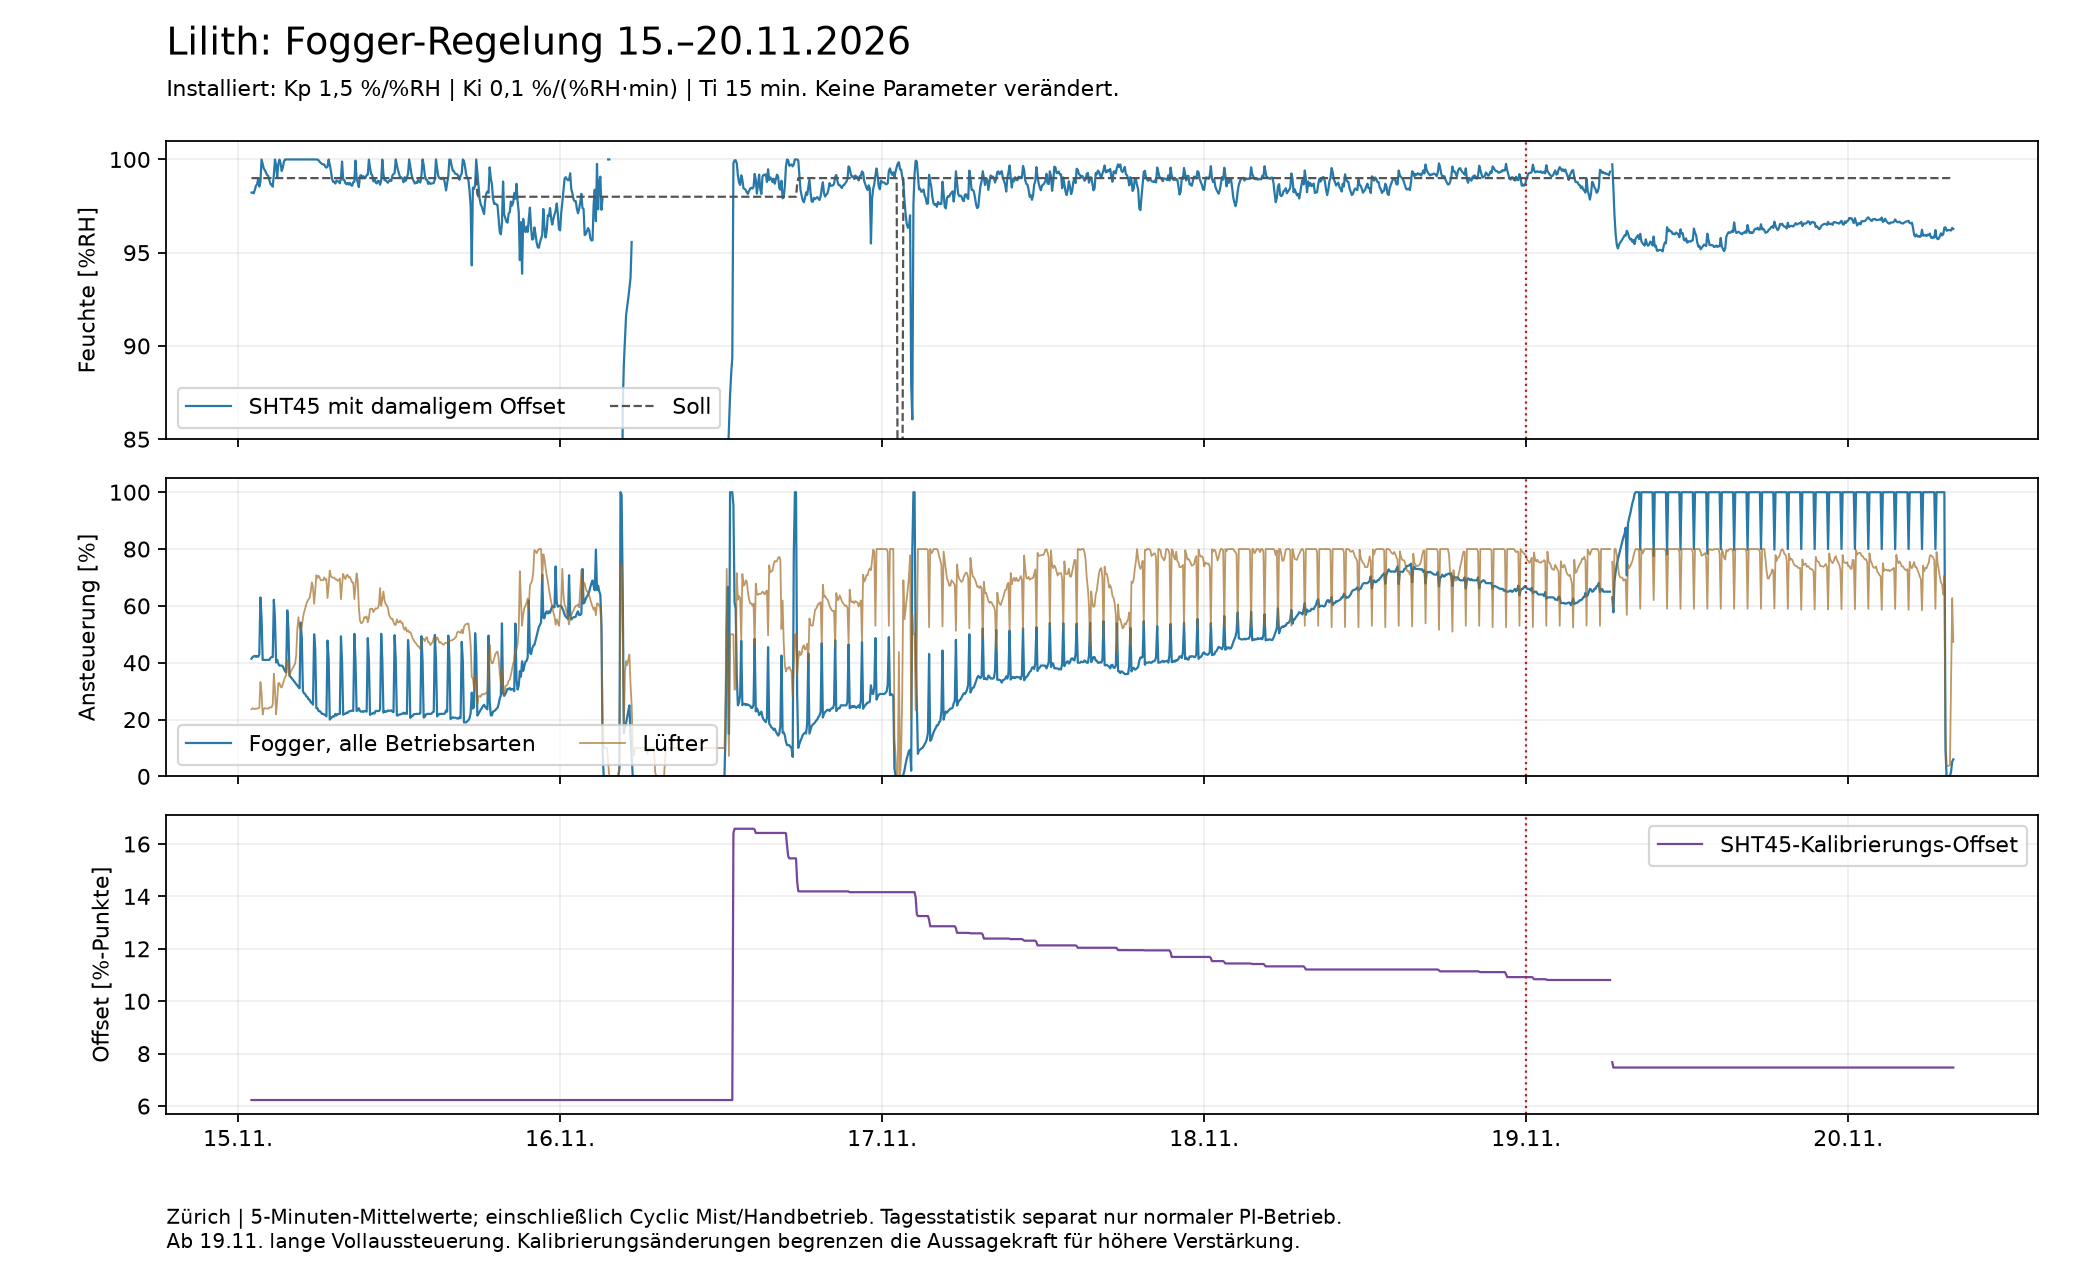 Lilith: Fogger-Regelung 15.–20.11.2026
Installiert: Kp 1,5 %/%RH | Ki 0,1 %/(%RH·min) | Ti 15 min. Keine Parameter verändert.
Feuchte [%RH]
100
95
90
85
SHT45 mit damaligem Offset
Soll
Ansteuerung [%]
100
80
60
40
20
0
Fogger, alle Betriebsarten
Lüfter
Offset [%-Punkte]
16
14
12
10
8
6
SHT45-Kalibrierungs-Offset
15.11.
16.11.
17.11.
18.11.
19.11.
20.11.
Zürich | 5-Minuten-Mittelwerte; einschließlich Cyclic Mist/Handbetrieb. Tagesstatistik separat nur normaler PI-Betrieb.
Ab 19.11. lange Vollaussteuerung. Kalibrierungsänderungen begrenzen die Aussagekraft für höhere Verstärkung.